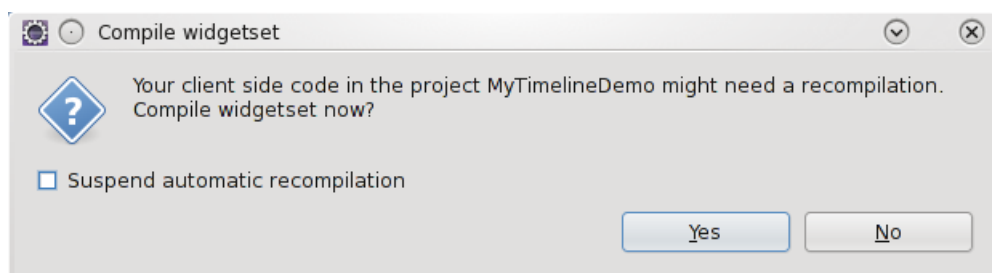 Compile widgetset
Your client side code in the project MyTimelineDemo might need a recompilation.
Compile widgetset now?
Suspend automatic recompilation
Yes
No